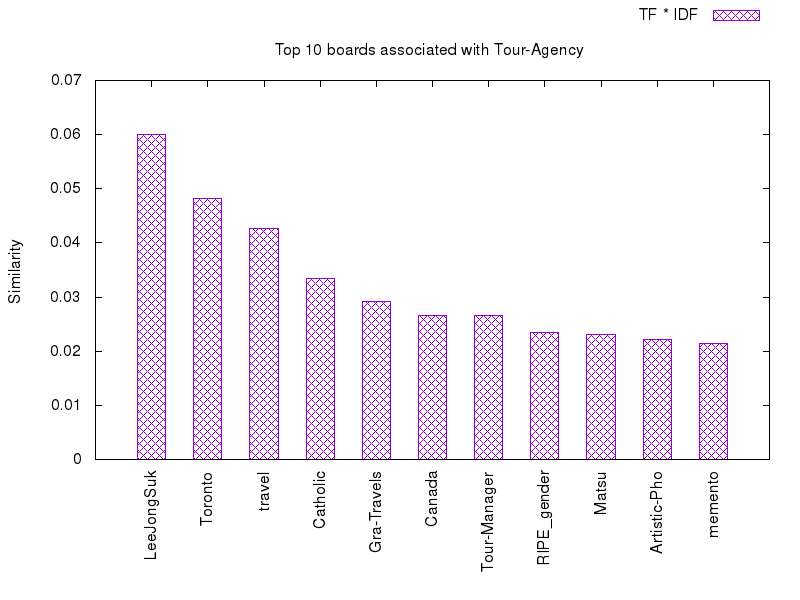 TF * IDF
Top 10 boards associated with Tour-Agency
0.07
0.06
0.05
0.04
0.03
0.02
0.01
0
Similarity
LeeJongSuk
Toronto
travel
Catholic
Gra-Travels
Canada
Tour-Manager
RIPE_gender
Matsu
Artistic-Pho
memento